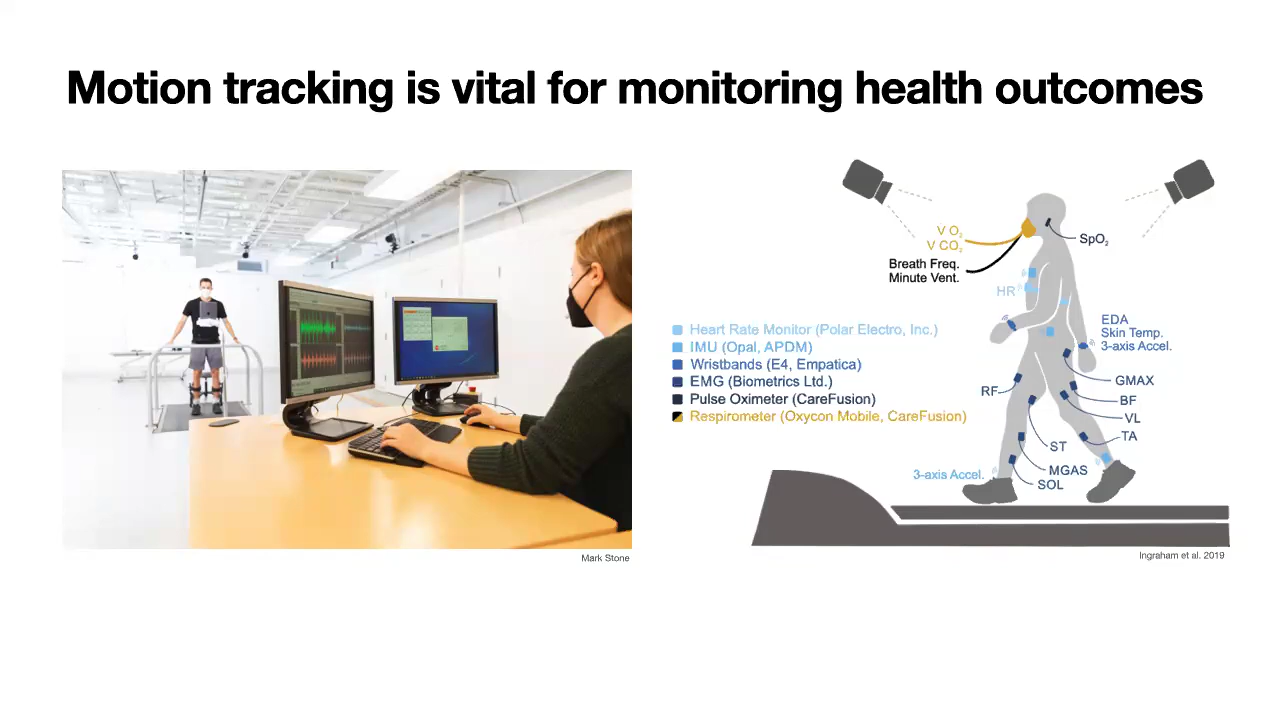 Motion tracking is vital for monitoring health outcomes
Mark Stone
V O₂
V CO₂
Breath Freq.
Minute Vent.
SpO₂
HR
EDA
Skin Temp.
3-axis Accel.
Heart Rate Monitor (Polar Electro, Inc.)
IMU (Opal, APDM)
Wristbands (E4, Empatica)
EMG (Biometrics Ltd.)
Pulse Oximeter (CareFusion)
Respirometer (Oxycon Mobile, CareFusion)
RF
GMAX
BF
VL
TA
ST
MGAS
SOL
3-axis Accel.
Ingraham et al. 2019